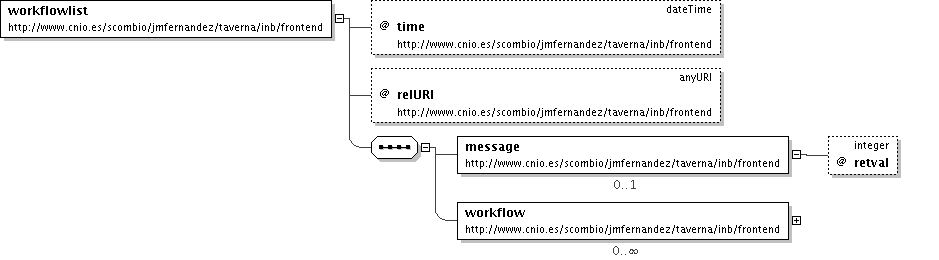 workflowlist
http://www.cnio.es/scombio/jmfernandez/taverna/inb/frontend
dateTime
@ time
http://www.cnio.es/scombio/jmfernandez/taverna/inb/frontend
anyURI
@ relURI
http://www.cnio.es/scombio/jmfernandez/taverna/inb/frontend
message
http://www.cnio.es/scombio/jmfernandez/taverna/inb/frontend
0..1
integer
@ retval
workflow
http://www.cnio.es/scombio/jmfernandez/taverna/inb/frontend
0..∞